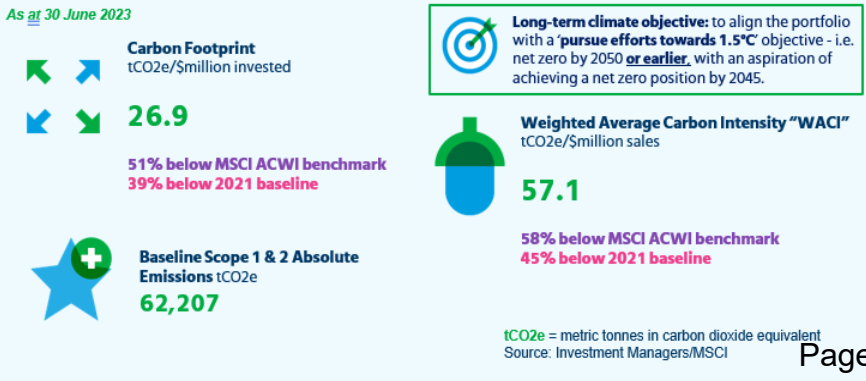 As at 30 June 2023
Carbon Footprint
tCO2e/$million invested
26.9
51% below MSCI ACWI benchmark
39% below 2021 baseline
Baseline Scope 1 & 2 Absolute
Emissions tCO2e
62,207
Long-term climate objective: to align the portfolio
with a ‘pursue efforts towards 1.5°C’ objective - i.e.
net zero by 2050 or earlier, with an aspiration of
achieving a net zero position by 2045.
Weighted Average Carbon Intensity “WACI”
tCO2e/$million sales
57.1
58% below MSCI ACWI benchmark
45% below 2021 baseline
tCO2e = metric tonnes in carbon dioxide equivalent
Source: Investment Managers/MSCI
Page